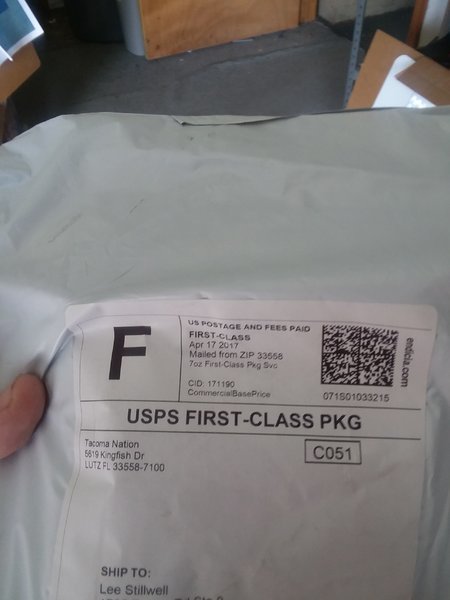 F
US POSTAGE AND FEES PAID
FIRST-CLASS
Apr 17 2017
Mailed from ZIP 33558
7oz First-Class Pkg Svc
CID: 171190
CommercialBasePrice
endicia.com
071S01033215
USPS FIRST-CLASS PKG
Tacoma Nation
5619 Kingfish Dr
LUTZ FL 33558-7100
C051
SHIP TO:
Lee Stillwell